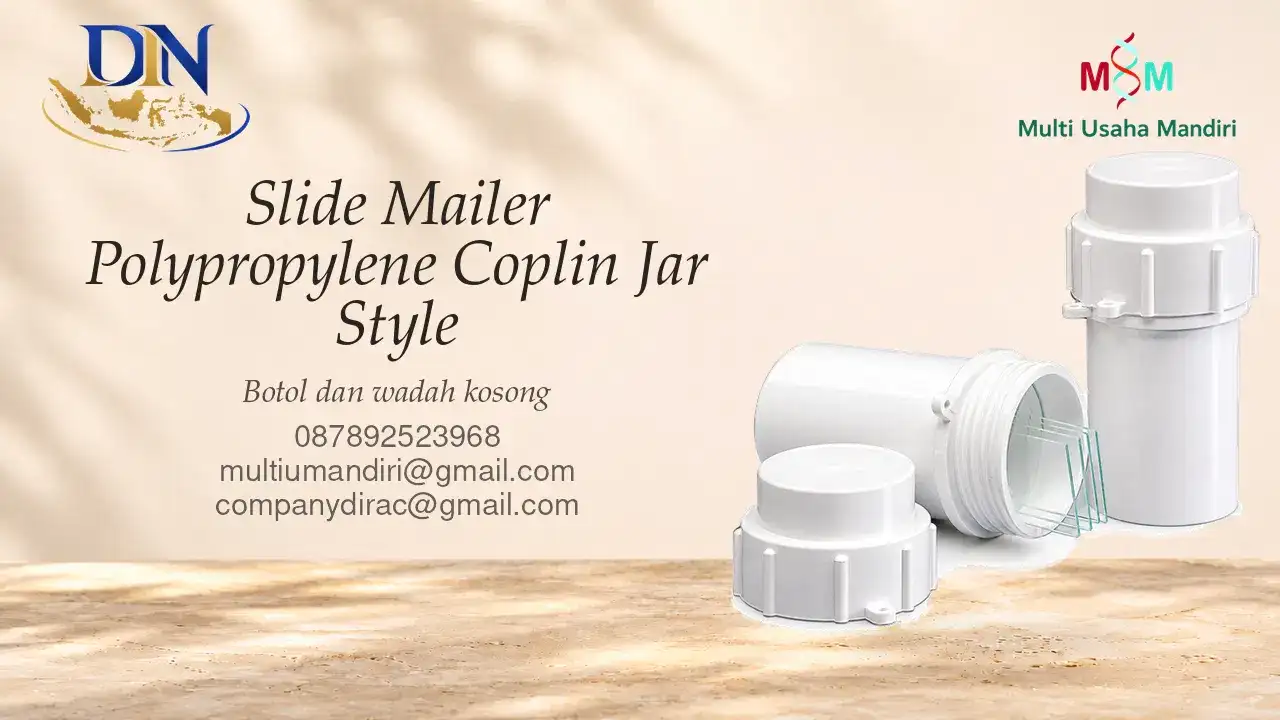 DIN
MSM
Multi Usaha Mandiri
Slide Mailer
Polypropylene Coplin Jar
Style
Botol dan wadah kosong
087892523968
multiumandiri@gmail.com
companydirac@gmail.com